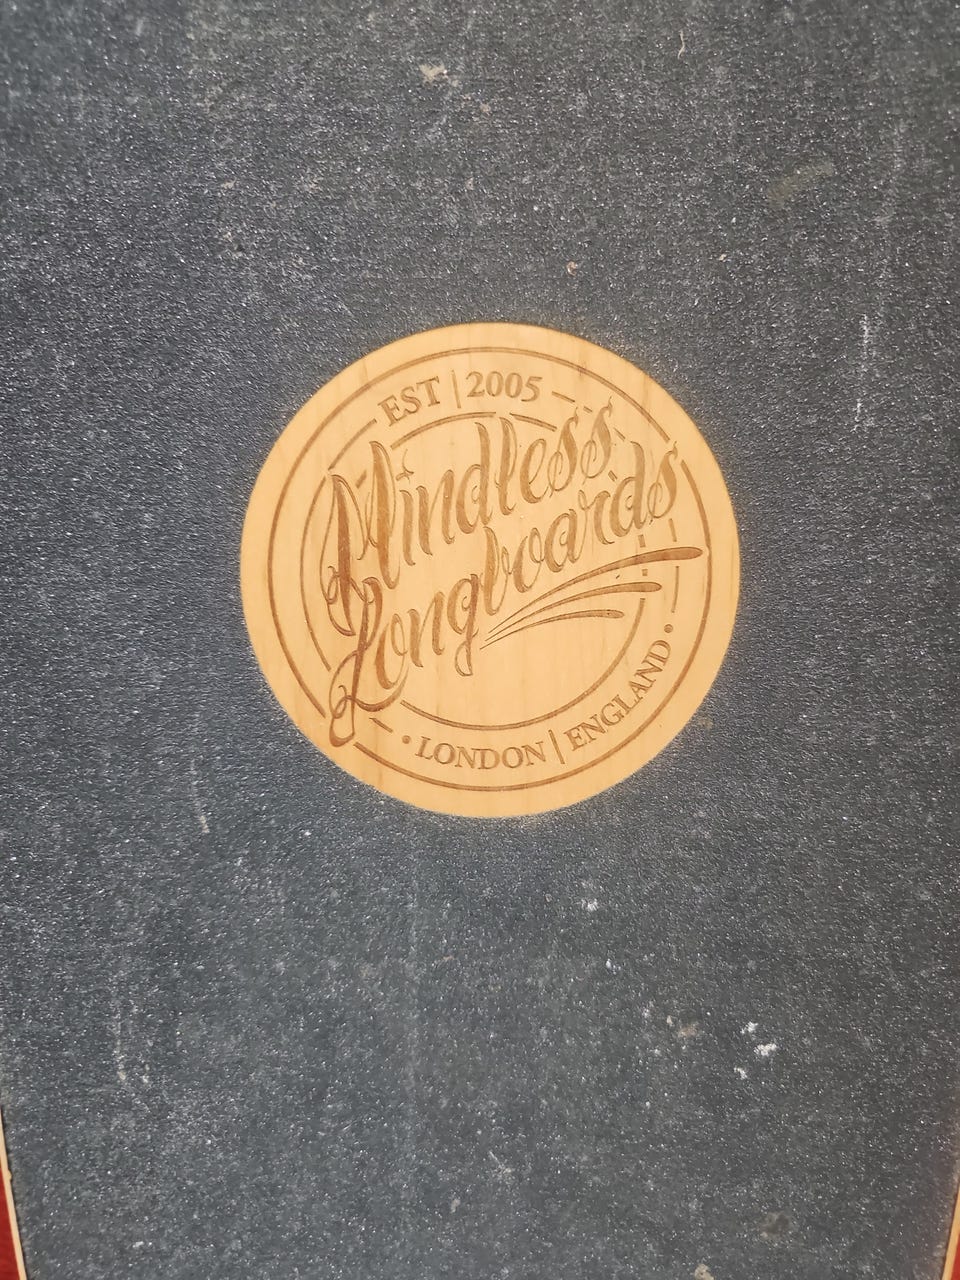 EST | 2005
Mindless
Longboards
• LONDON | ENGLAND •